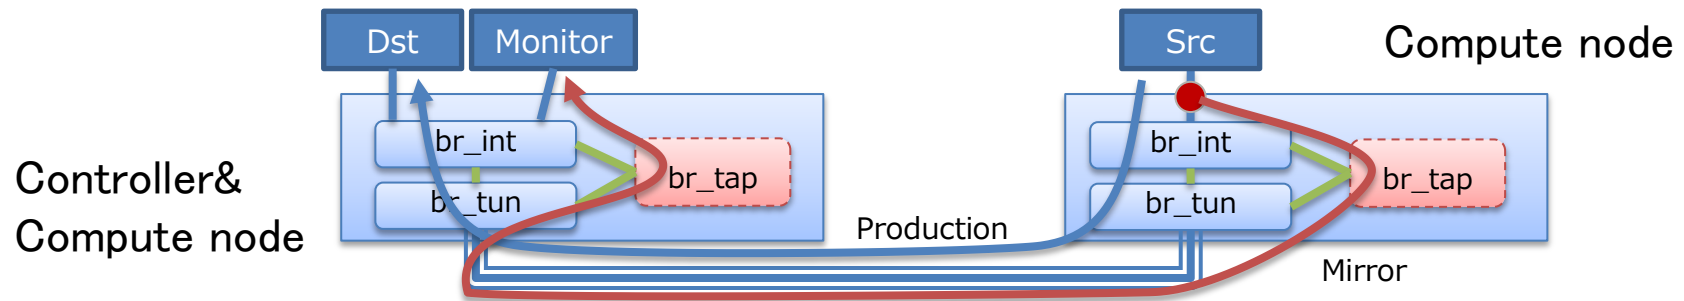 Dst
Monitor
Src
Compute node
br_int
br_int
br_tap
br_tap
Controller&
Compute node
br_tun
br_tun
Production
Mirror